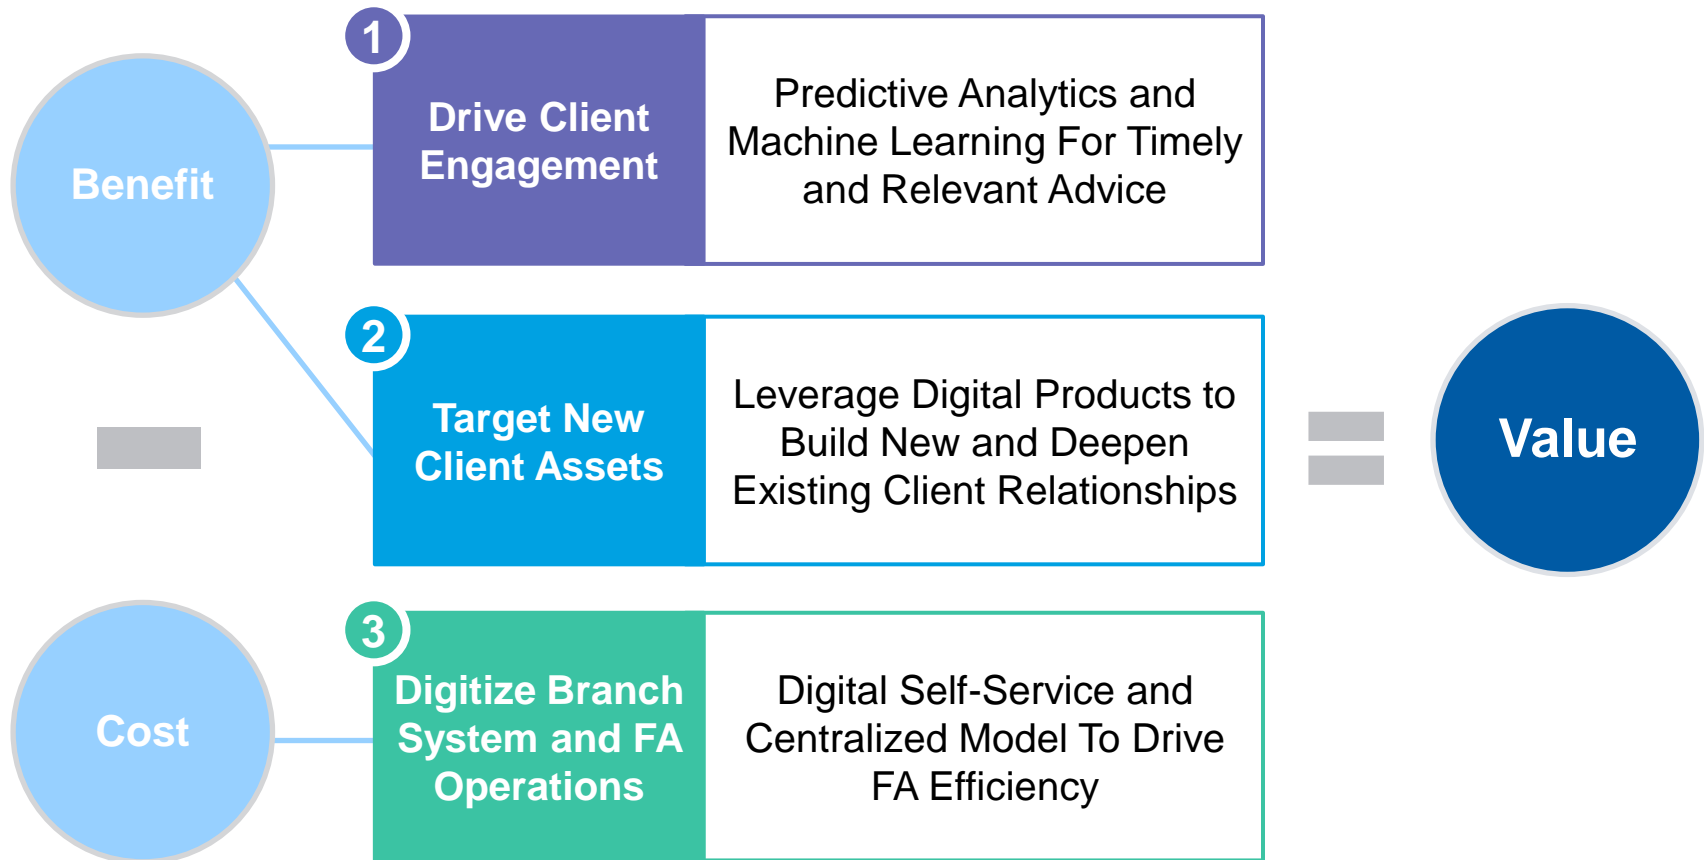 1
Drive Client
Engagement
Predictive Analytics and
Machine Learning For Timely
and Relevant Advice
Benefit
2
Target New
Client Assets
Leverage Digital Products to
Build New and Deepen
Existing Client Relationships
Value
3
Digitize Branch
System and FA
Operations
Digital Self-Service and
Centralized Model To Drive
FA Efficiency
Cost